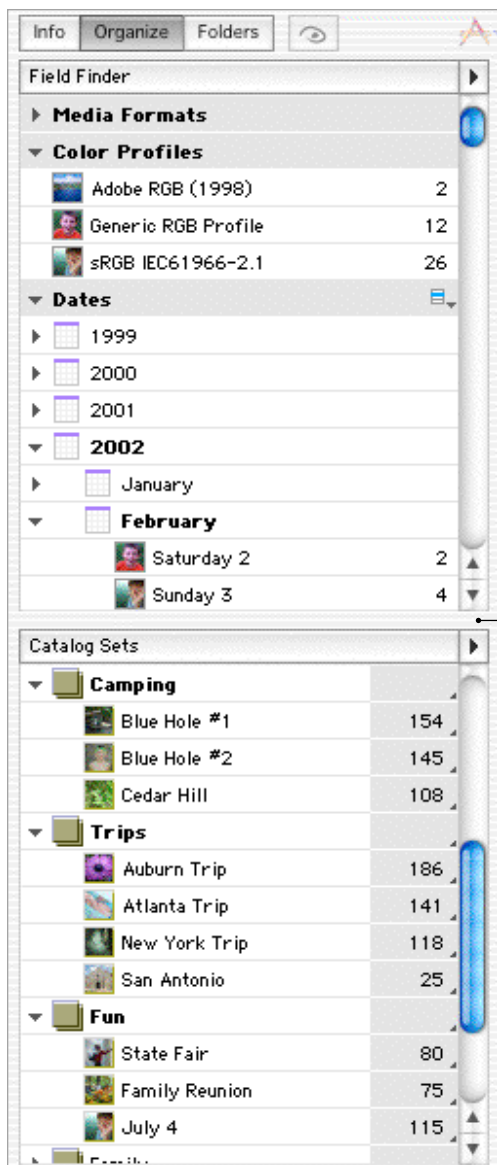 Info Organize Folders
Field Finder
Media Formats
Color Profiles
Adobe RGB (1998) 2
Generic RGB Profile 12
sRGB IEC61966-2.1 26
Dates
1999
2000
2001
2002
January
February
Saturday 2 2
Sunday 3 4
Catalog Sets
Camping
Blue Hole #1 154
Blue Hole #2 145
Cedar Hill 108
Trips
Auburn Trip 186
Atlanta Trip 141
New York Trip 118
San Antonio 25
Fun
State Fair 80
Family Reunion 75
July 4 115